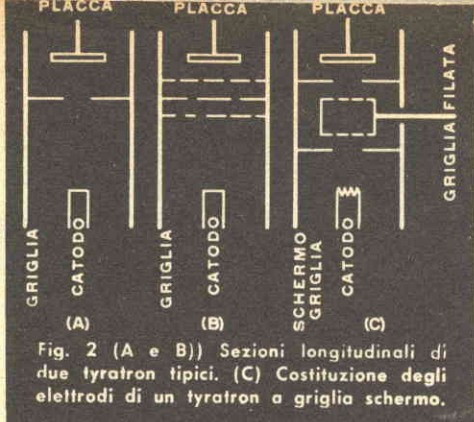 PLACCA PLACCA PLACCA
GRIGLIA
CATODO
GRIGLIA
CATODO
SCHERMO
GRIGLIA
CATODO
GRIGLIA FILATA
(A) (B) (C)
Fig. 2 (A e B)) Sezioni longitudinali di
due tyratron tipici. (C) Costituzione degli
elettrodi di un tyratron a griglia schermo.